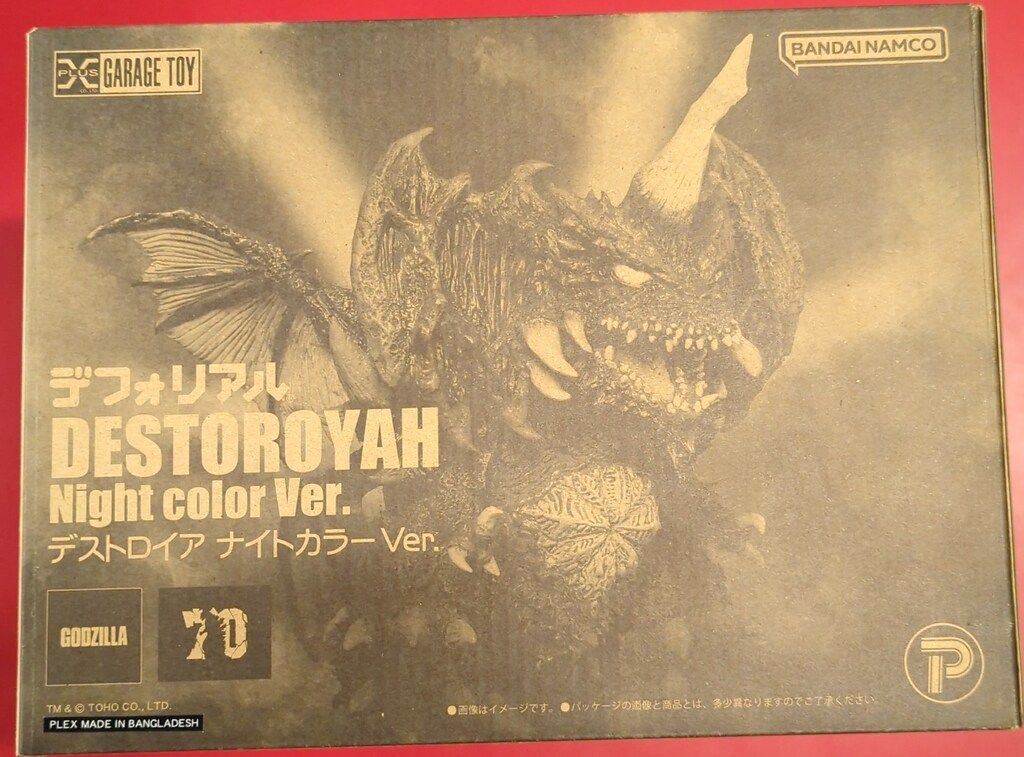 X PLUS CO., LTD. GARAGE TOY
BANDAI NAMCO
デフォリアル
DESTOROYAH
Night color Ver.
デストロイア ナイトカラー Ver.
GODZILLA
70
TM & © TOHO CO., LTD.
PLEX MADE IN BANGLADESH
●画像はイメージです。●パッケージの画像と商品とは、多少異なりますのでご了承ください。
P